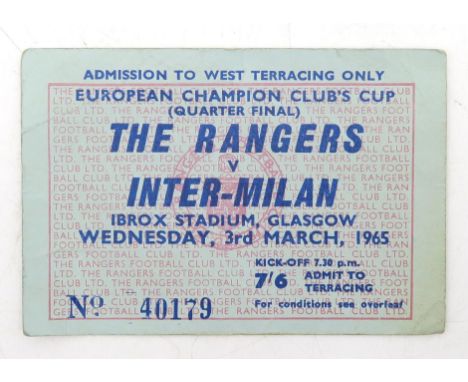 ADMISSION TO WEST TERRACING ONLY
EUROPEAN CHAMPION CLUB'S CUP
(QUARTER FINAL)
THE RANGERS
V
INTER-MILAN
IBROX STADIUM, GLASGOW
WEDNESDAY, 3rd MARCH, 1965
KICK-OFF 7.30 p.m.
7/6 ADMIT TO
TERRACING
No. 40179
For conditions see overleaf